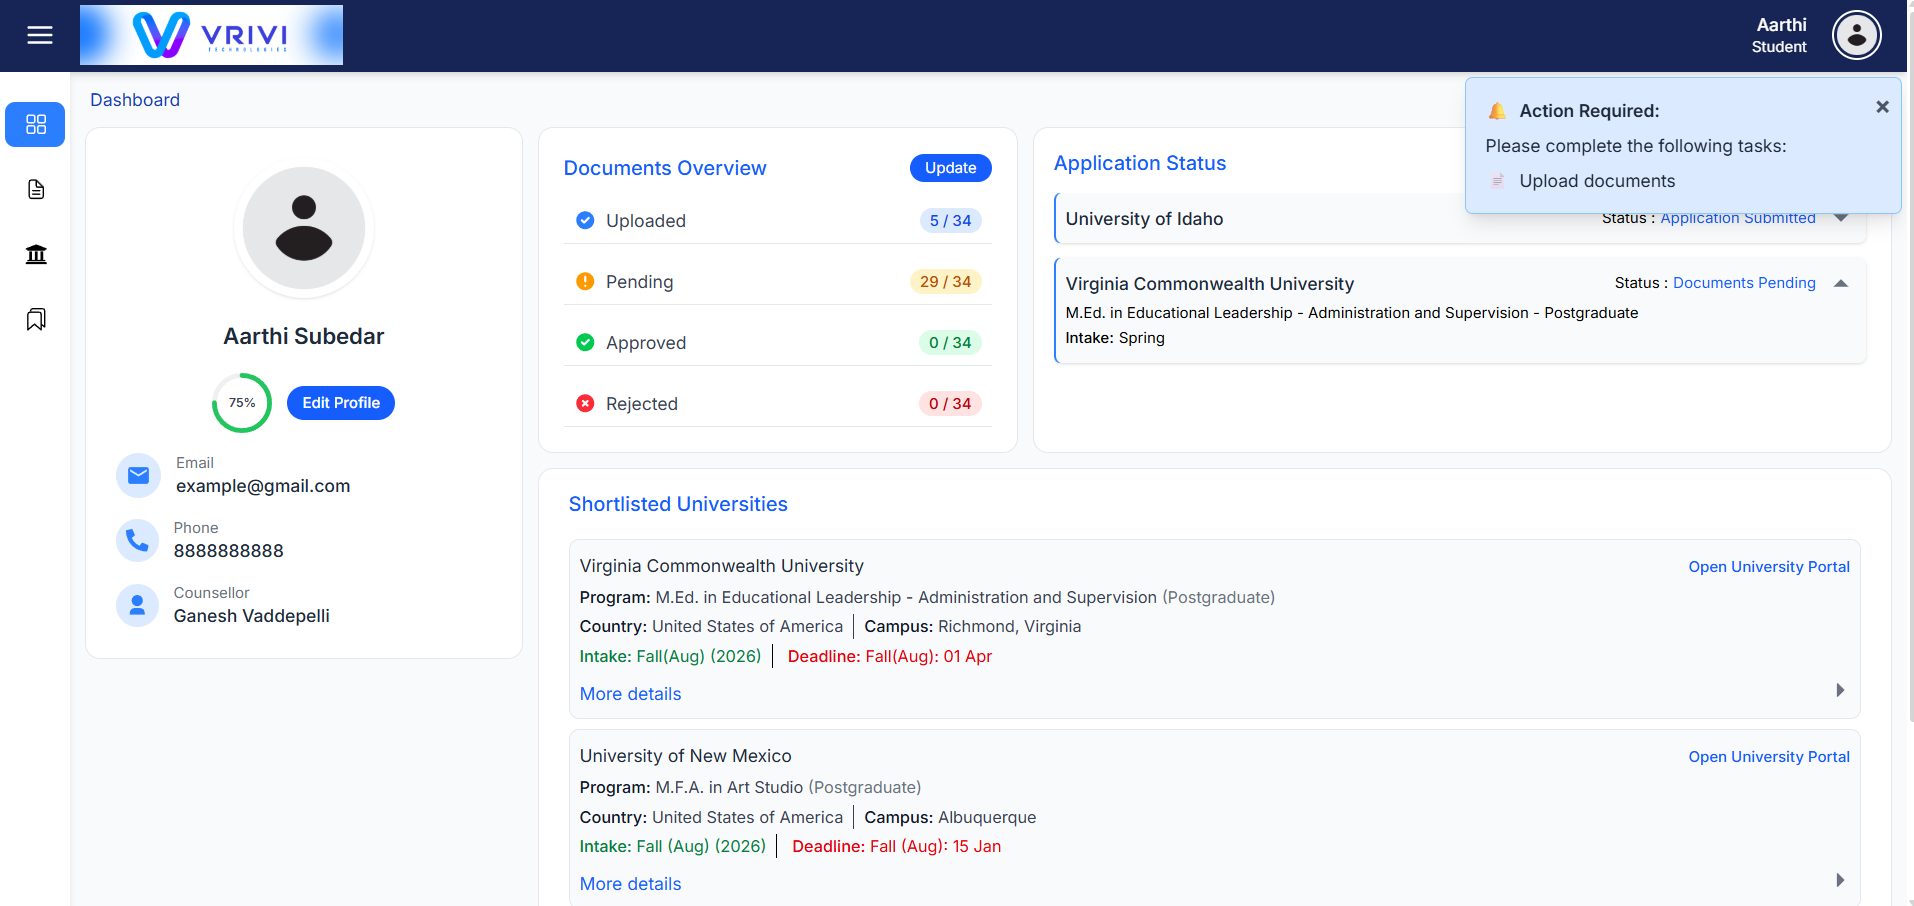 VRIVI
TECHNOLOGIES
Aarthi
Student
Dashboard
Action Required:
Please complete the following tasks:
Upload documents
Aarthi Subedar
75%
Edit Profile
Email
example@gmail.com
Phone
8888888888
Counsellor
Ganesh Vaddepelli
Documents Overview
Update
Uploaded 5 / 34
Pending 29 / 34
Approved 0 / 34
Rejected 0 / 34
Application Status
University of Idaho Status : Application Submitted
Virginia Commonwealth University Status : Documents Pending
M.Ed. in Educational Leadership - Administration and Supervision - Postgraduate
Intake: Spring
Shortlisted Universities
Virginia Commonwealth University Open University Portal
Program: M.Ed. in Educational Leadership - Administration and Supervision (Postgraduate)
Country: United States of America Campus: Richmond, Virginia
Intake: Fall(Aug) (2026) Deadline: Fall(Aug): 01 Apr
More details
University of New Mexico Open University Portal
Program: M.F.A. in Art Studio (Postgraduate)
Country: United States of America Campus: Albuquerque
Intake: Fall (Aug) (2026) Deadline: Fall (Aug): 15 Jan
More details